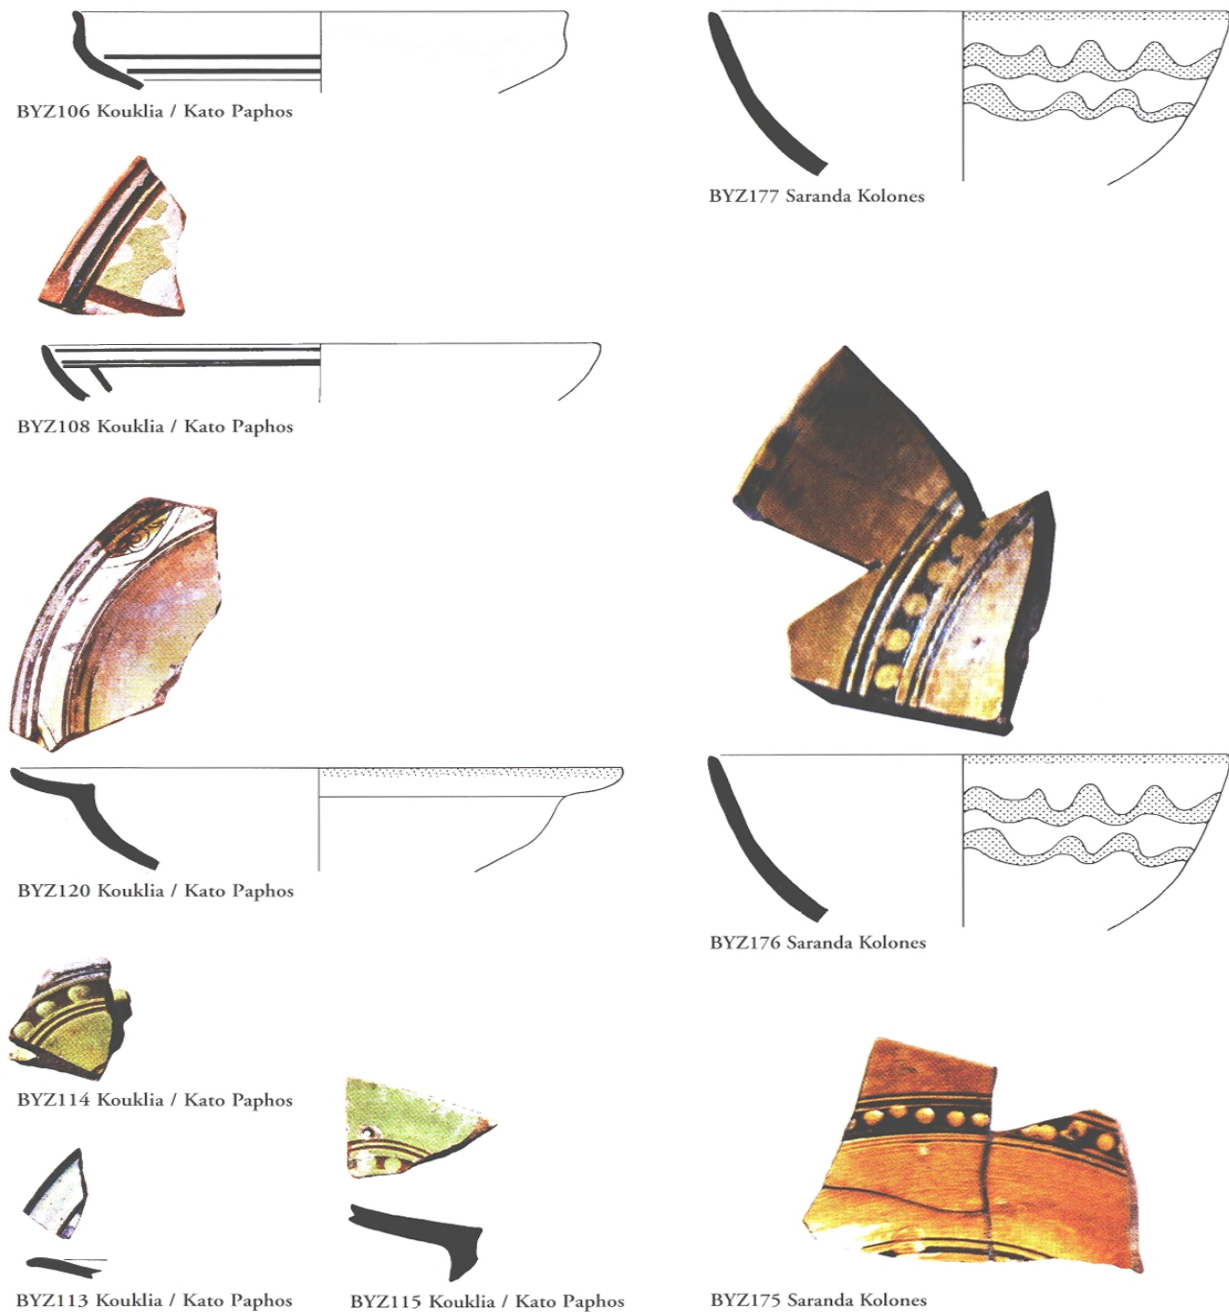 BYZ106 Kouklia / Kato Paphos
BYZ177 Saranda Kolones
BYZ108 Kouklia / Kato Paphos
BYZ120 Kouklia / Kato Paphos
BYZ176 Saranda Kolones
BYZ114 Kouklia / Kato Paphos
BYZ113 Kouklia / Kato Paphos
BYZ115 Kouklia / Kato Paphos
BYZ175 Saranda Kolones